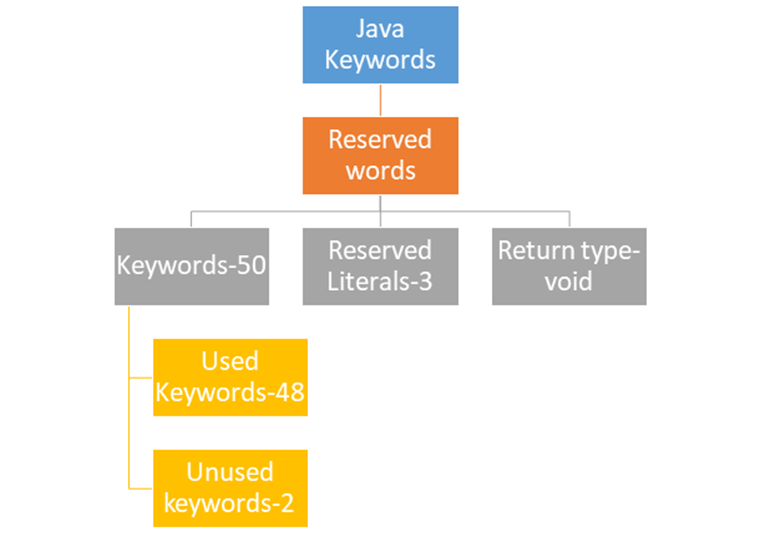 Java
Keywords
Reserved
words
Keywords-50
Reserved
Literals-3
Return type-
void
Used
Keywords-48
Unused
keywords-2